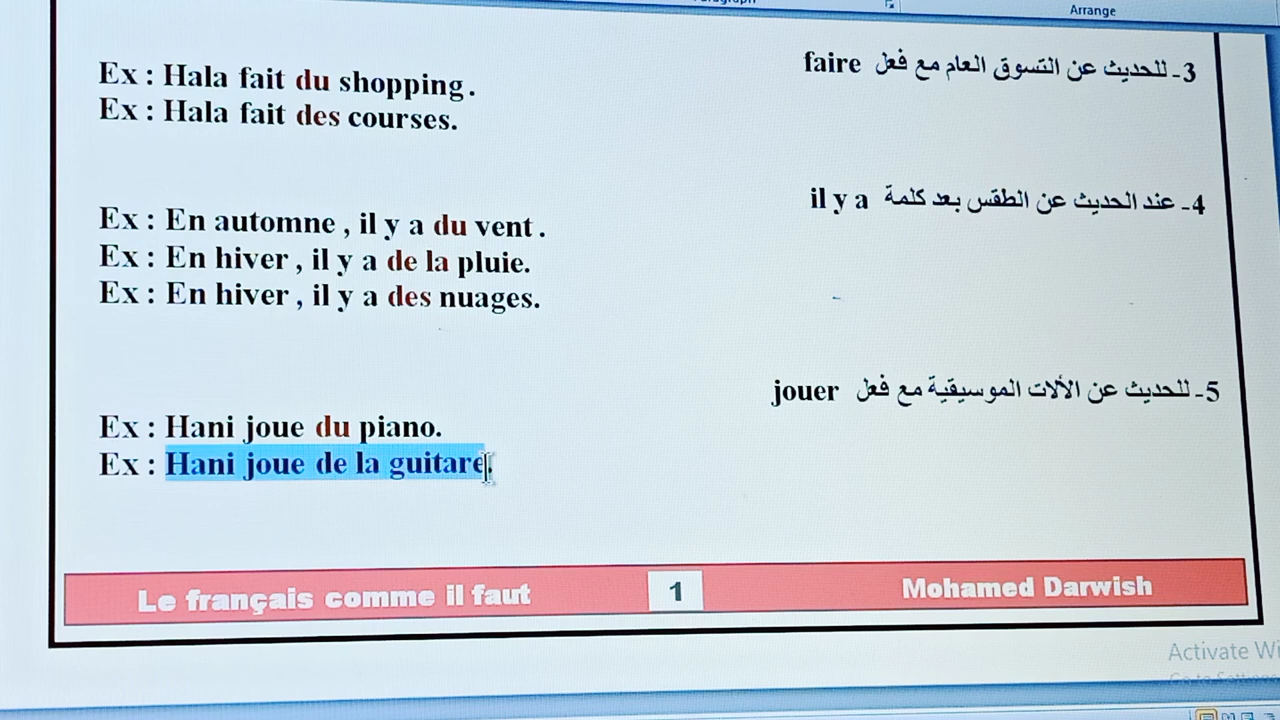 Arrange
Ex : Hala fait du shopping.
Ex : Hala fait des courses.
3- للحديث عن التسوق العام مع فعل faire
4- عند الحديث عن الطقس بعد كلمة il y a
Ex : En automne , il y a du vent .
Ex : En hiver , il y a de la pluie.
Ex : En hiver , il y a des nuages.
5- للحديث عن الألات الموسيقية مع فعل jouer
Ex : Hani joue du piano.
Ex : Hani joue de la guitare.
Le français comme il faut 1 Mohamed Darwish
Activate